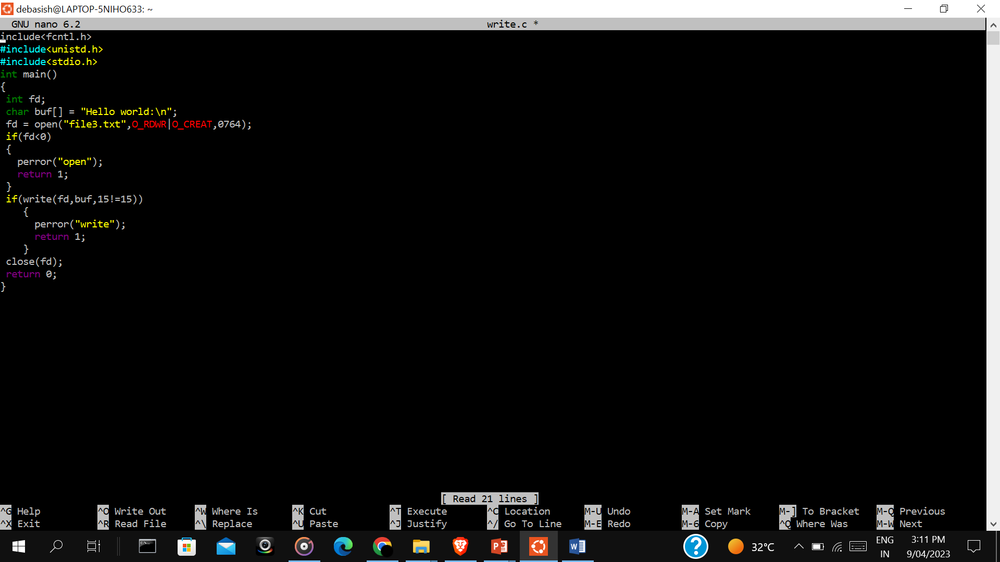 debasish@LAPTOP-5NIHO633: ~
GNU nano 6.2 write.c *
include<fcntl.h>
#include<unistd.h>
#include<stdio.h>
int main()
{
int fd;
char buf[] = "Hello world:\n";
fd = open("file3.txt",O_RDWR|O_CREAT,0764);
if(fd<0)
{
perror("open");
return 1;
}
if(write(fd,buf,15!=15))
{
perror("write");
return 1;
}
close(fd);
return 0;
}
[ Read 21 lines ]
^G Help ^O Write Out ^W Where Is ^K Cut ^T Execute ^C Location M-U Undo M-A Set Mark M-] To Bracket M-Q Previous
^X Exit ^R Read File ^\ Replace ^U Paste ^J Justify ^/ Go To Line M-E Redo M-6 Copy ^Q Where Was M-W Next
32°C
ENG
IN
3:11 PM
9/04/2023